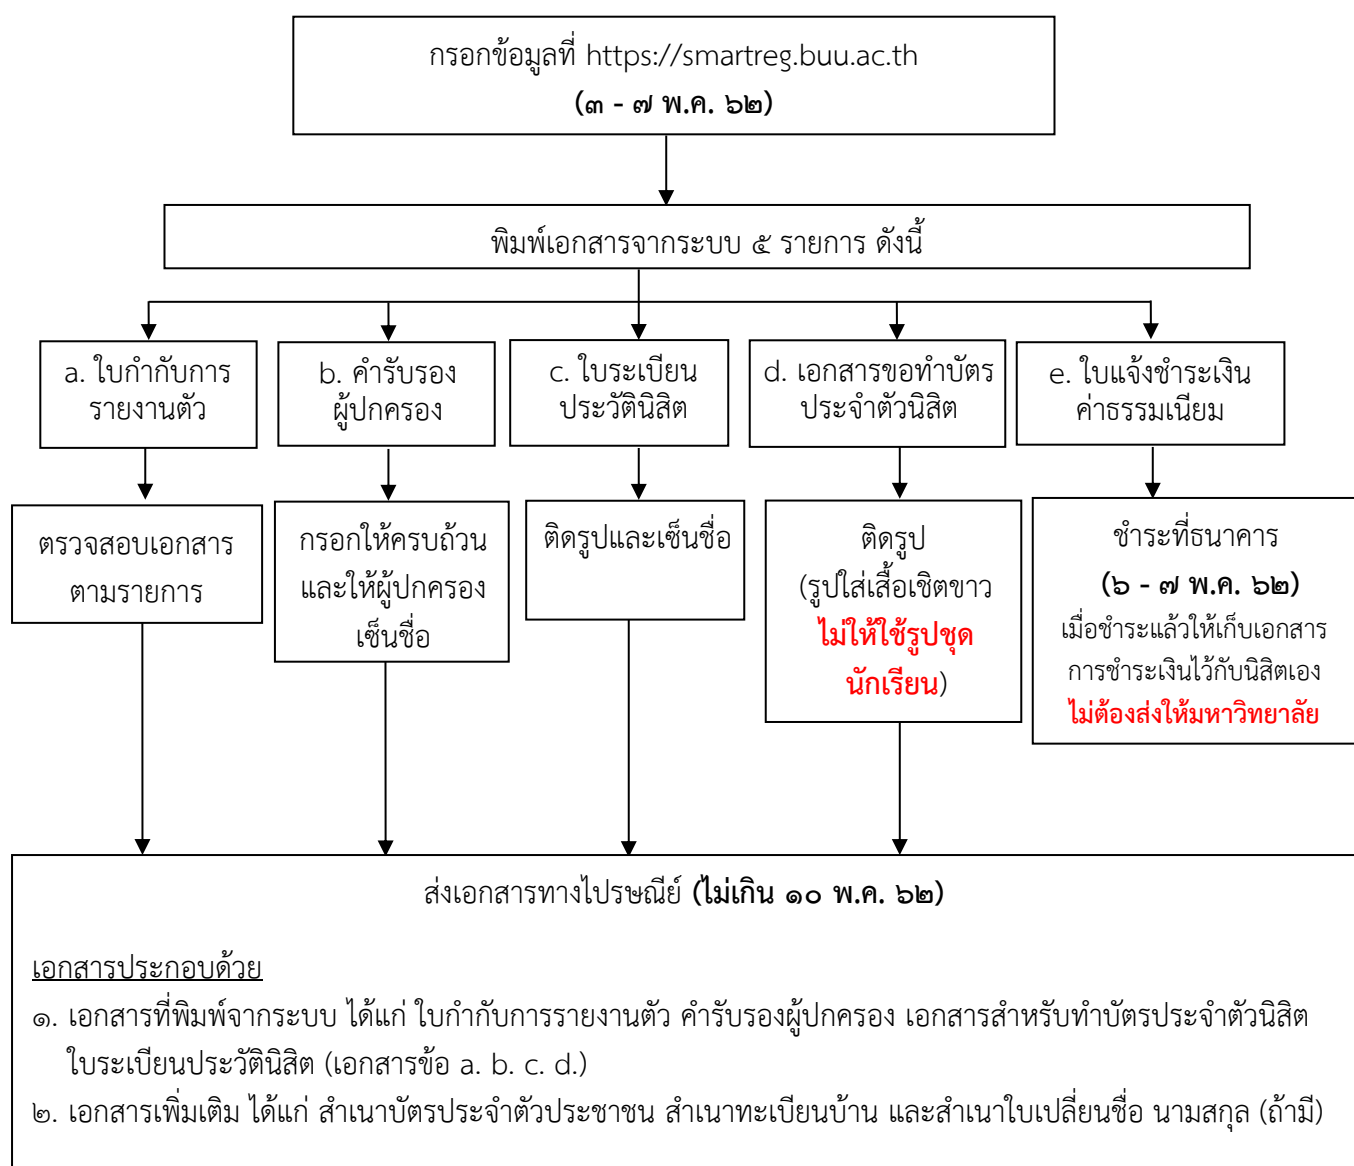 กรอกข้อมูลที่ https://smartreg.buu.ac.th
(๓ - ๗ พ.ค. ๖๒)
พิมพ์เอกสารจากระบบ ๕ รายการ ดังนี้
a. ใบกำกับการ
รายงานตัว
b. คำรับรอง
ผู้ปกครอง
c. ใบระเบียน
ประวัตินิสิต
d. เอกสารขอทำบัตร
ประจำตัวนิสิต
e. ใบแจ้งชำระเงิน
ค่าธรรมเนียม
ตรวจสอบเอกสาร
ตามรายการ
กรอกให้ครบถ้วน
และให้ผู้ปกครอง
เซ็นชื่อ
ติดรูปและเซ็นชื่อ
ติดรูป
(รูปใส่เสื้อเชิตขาว
ไม่ให้ใช้รูปชุด
นักเรียน)
ชำระที่ธนาคาร
(๖ - ๗ พ.ค. ๖๒)
เมื่อชำระแล้วให้เก็บเอกสาร
การชำระเงินไว้กับนิสิตเอง
ไม่ต้องส่งให้มหาวิทยาลัย
ส่งเอกสารทางไปรษณีย์ (ไม่เกิน ๑๐ พ.ค. ๖๒)
เอกสารประกอบด้วย
๑. เอกสารที่พิมพ์จากระบบ ได้แก่ ใบกำกับการรายงานตัว คำรับรองผู้ปกครอง เอกสารสำหรับทำบัตรประจำตัวนิสิต
ใบระเบียนประวัตินิสิต (เอกสารข้อ a. b. c. d.)
๒. เอกสารเพิ่มเติม ได้แก่ สำเนาบัตรประจำตัวประชาชน สำเนาทะเบียนบ้าน และสำเนาใบเปลี่ยนชื่อ นามสกุล (ถ้ามี)